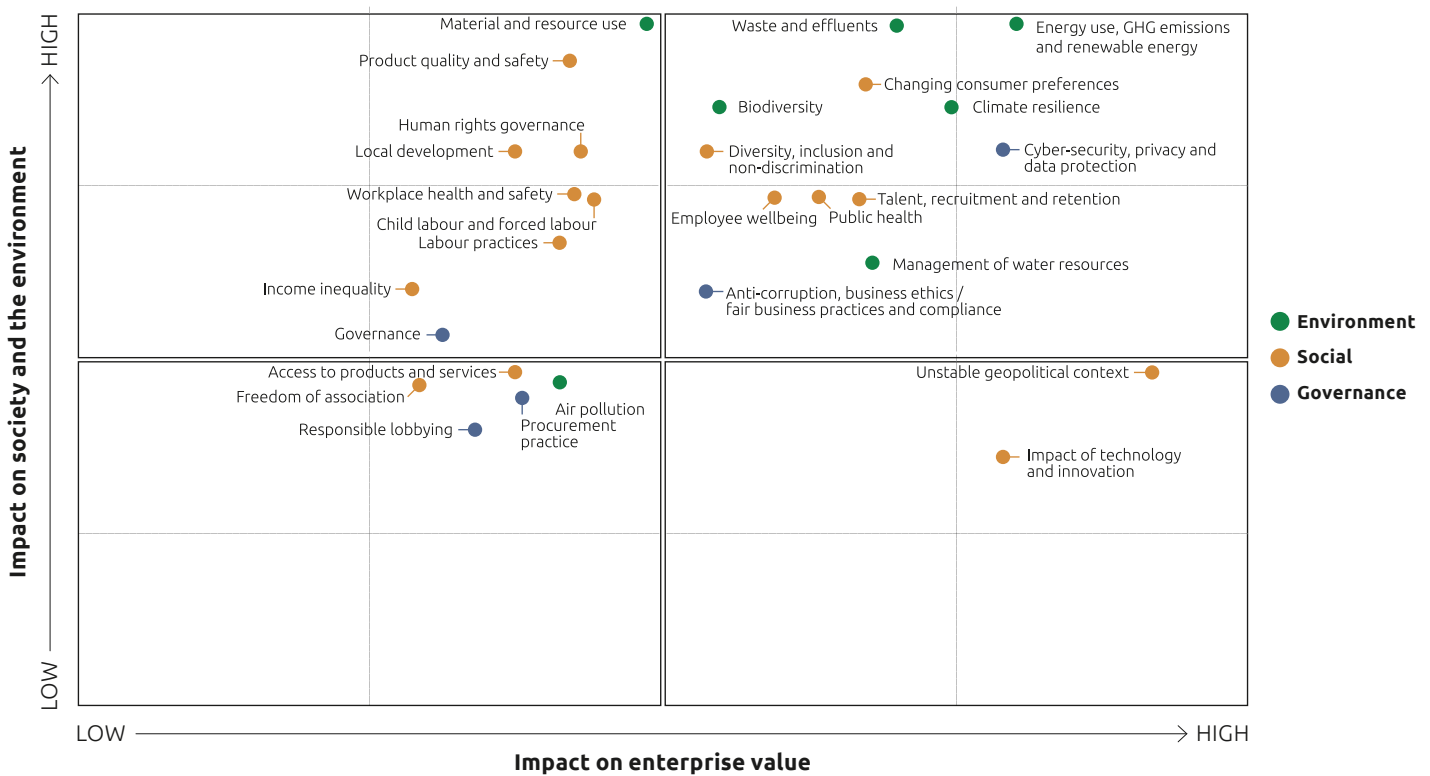 HIGH
Impact on society and the environment
LOW
Material and resource use
Product quality and safety
Human rights governance
Local development
Workplace health and safety
Child labour and forced labour
Labour practices
Income inequality
Governance
Waste and effluents
Energy use, GHG emissions
and renewable energy
Changing consumer preferences
Biodiversity
Climate resilience
Diversity, inclusion and
non-discrimination
Cyber-security, privacy and
data protection
Employee wellbeing
Public health
Talent, recruitment and retention
Management of water resources
Anti-corruption, business ethics /
fair business practices and compliance
Access to products and services
Freedom of association
Air pollution
Procurement
practice
Responsible lobbying
Unstable geopolitical context
Impact of technology
and innovation
Environment
Social
Governance
LOW
HIGH
Impact on enterprise value